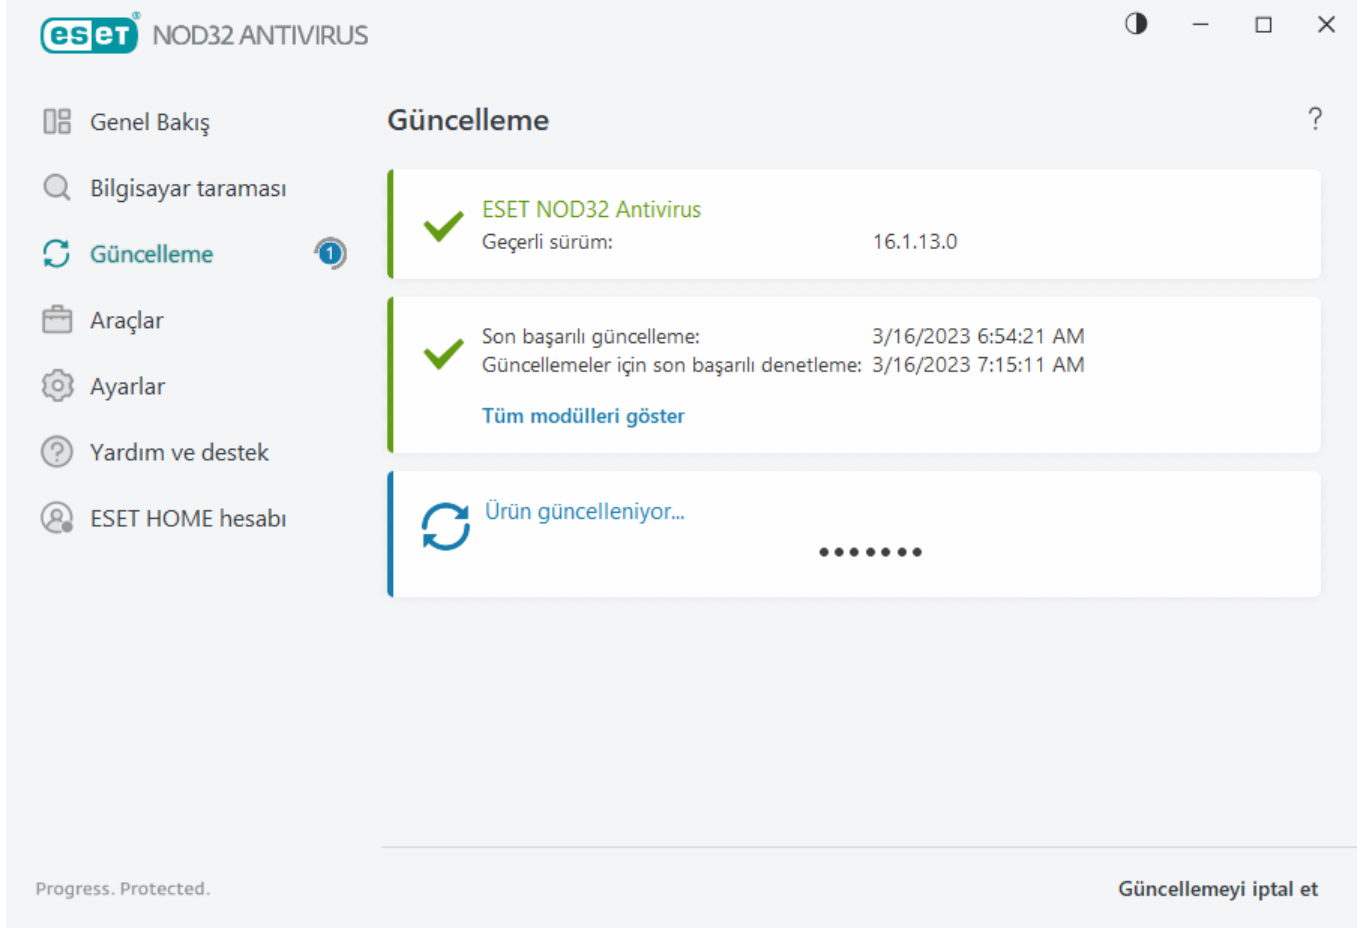 eset® NOD32 ANTIVIRUS
Genel Bakış
Bilgisayar taraması
Güncelleme 1
Araçlar
Ayarlar
Yardım ve destek
ESET HOME hesabı
Güncelleme ?
ESET NOD32 Antivirus
Geçerli sürüm: 16.1.13.0
Son başarılı güncelleme: 3/16/2023 6:54:21 AM
Güncellemeler için son başarılı denetleme: 3/16/2023 7:15:11 AM
Tüm modülleri göster
Ürün güncelleniyor...
Progress. Protected.
Güncellemeyi iptal et